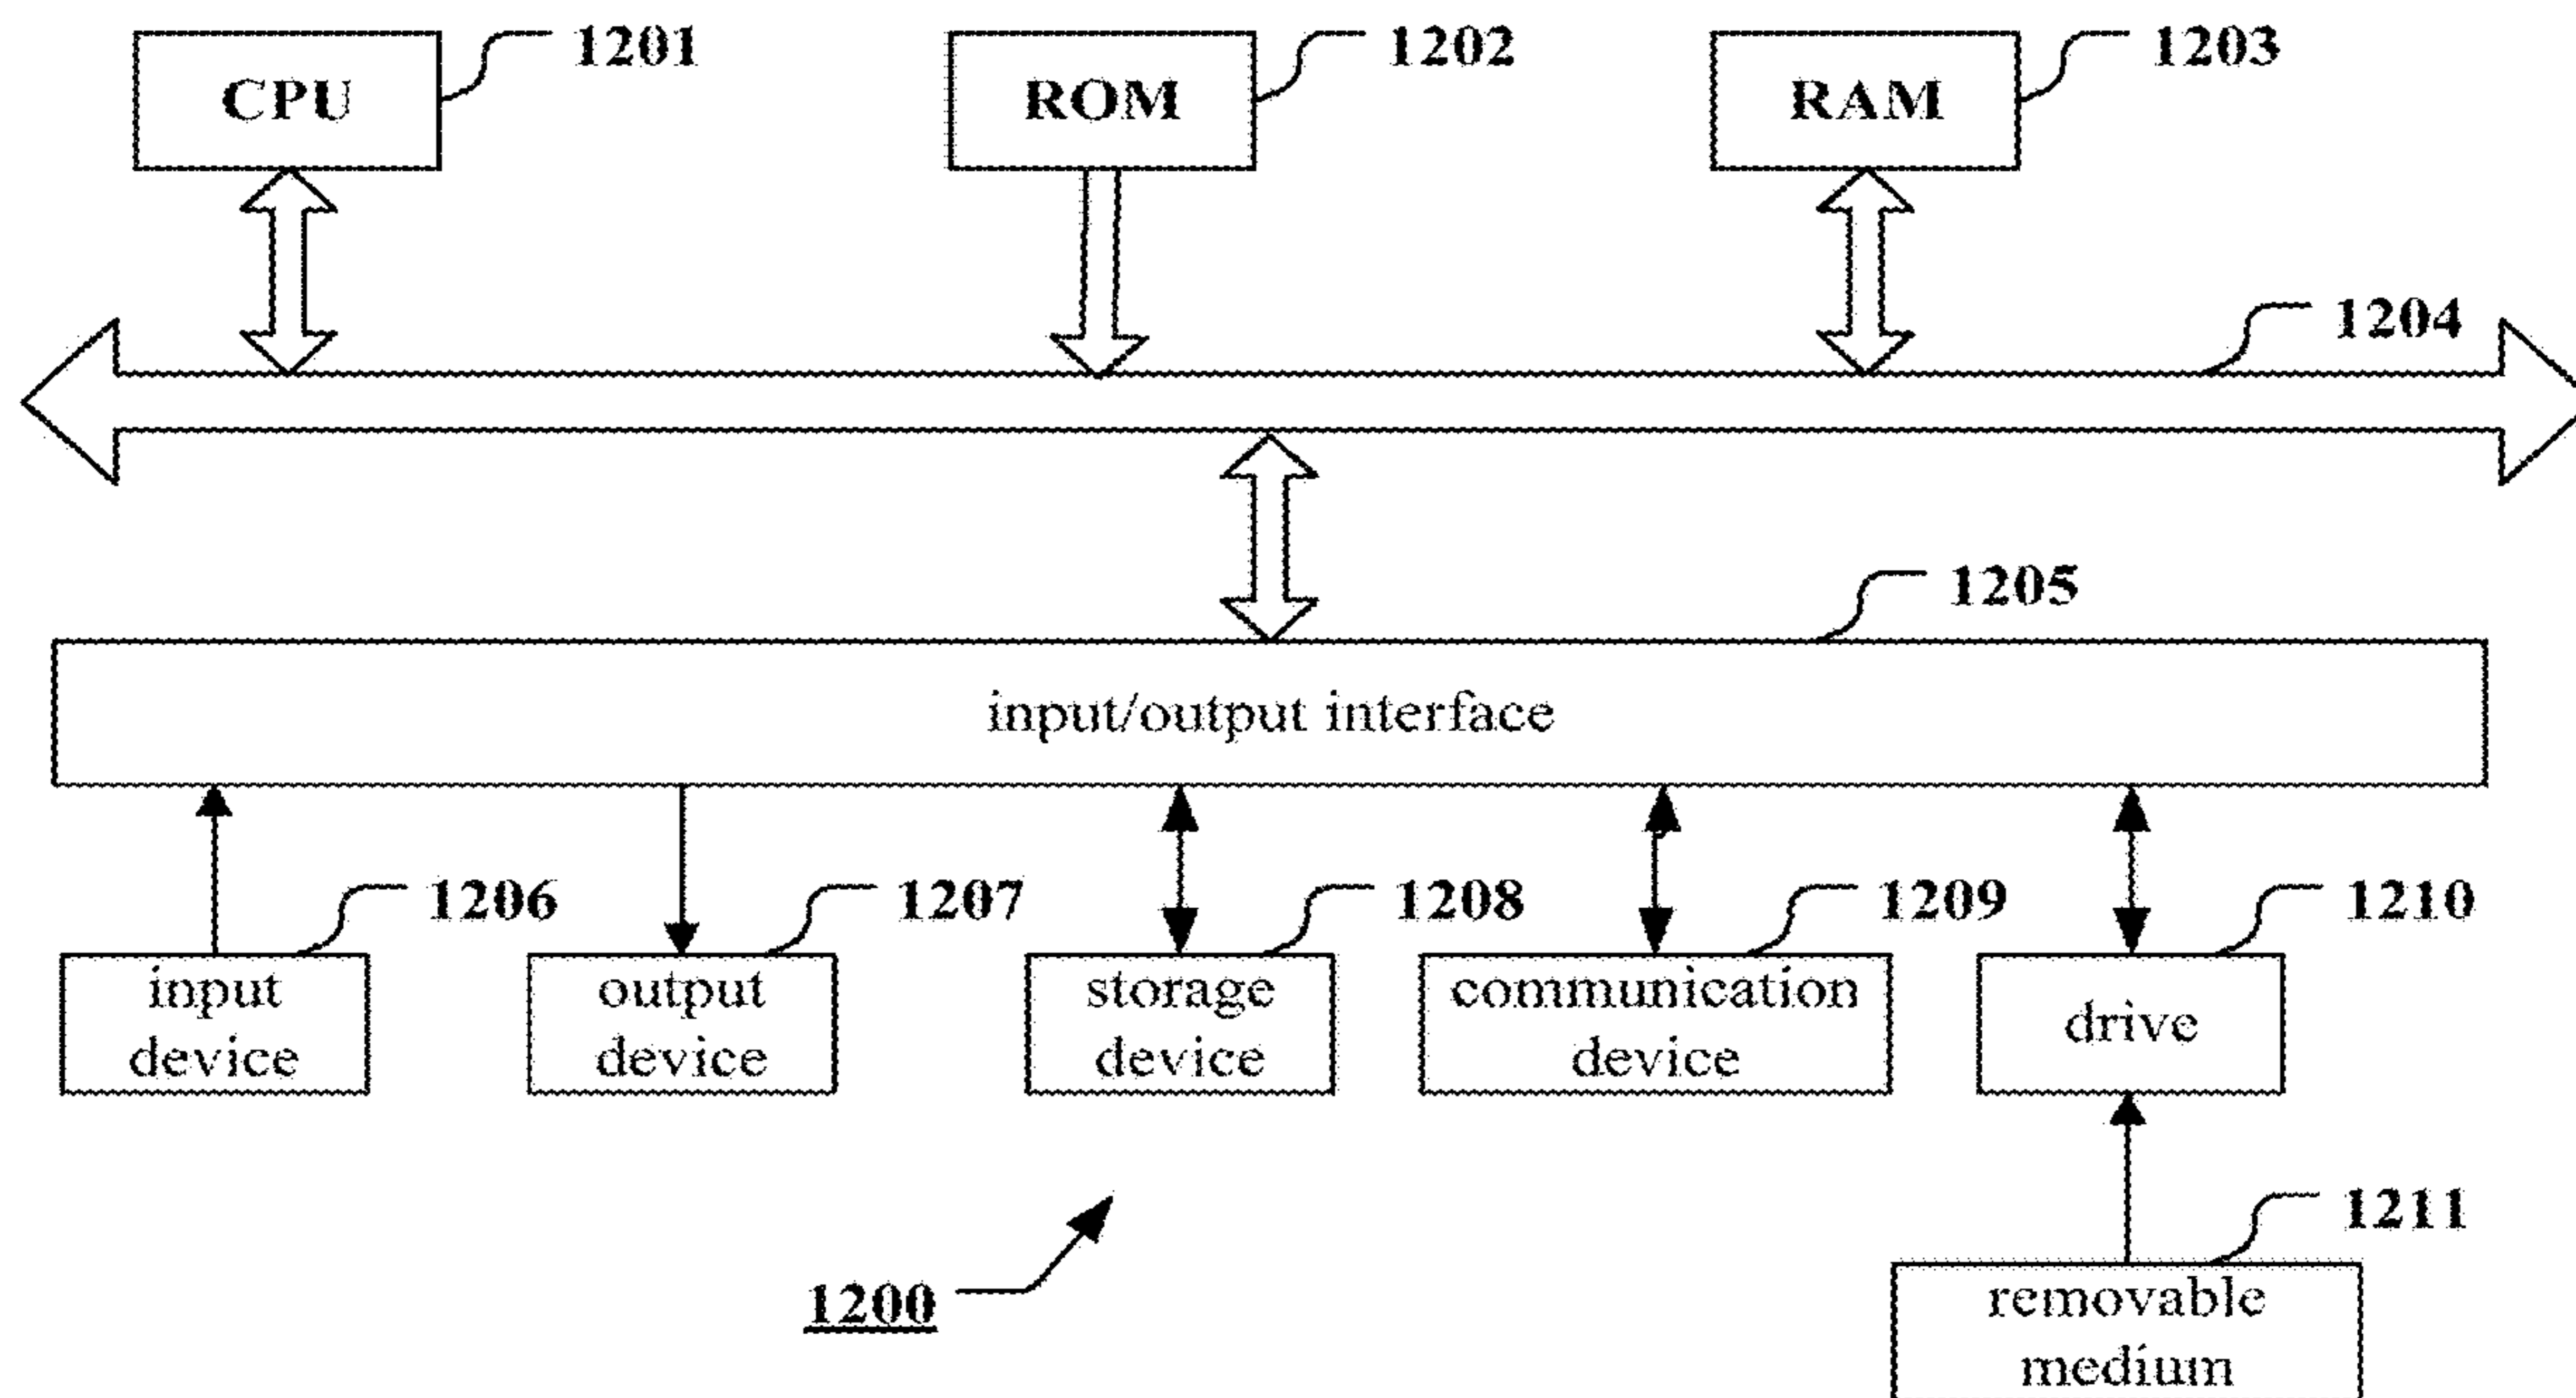 1201
1202
1203
CPU
ROM
RAM
1204
1205
input/output interface
1206
1207
1208
1209
1210
input
device
output
device
storage
device
communication
device
drive
1211
1200
removable
medium